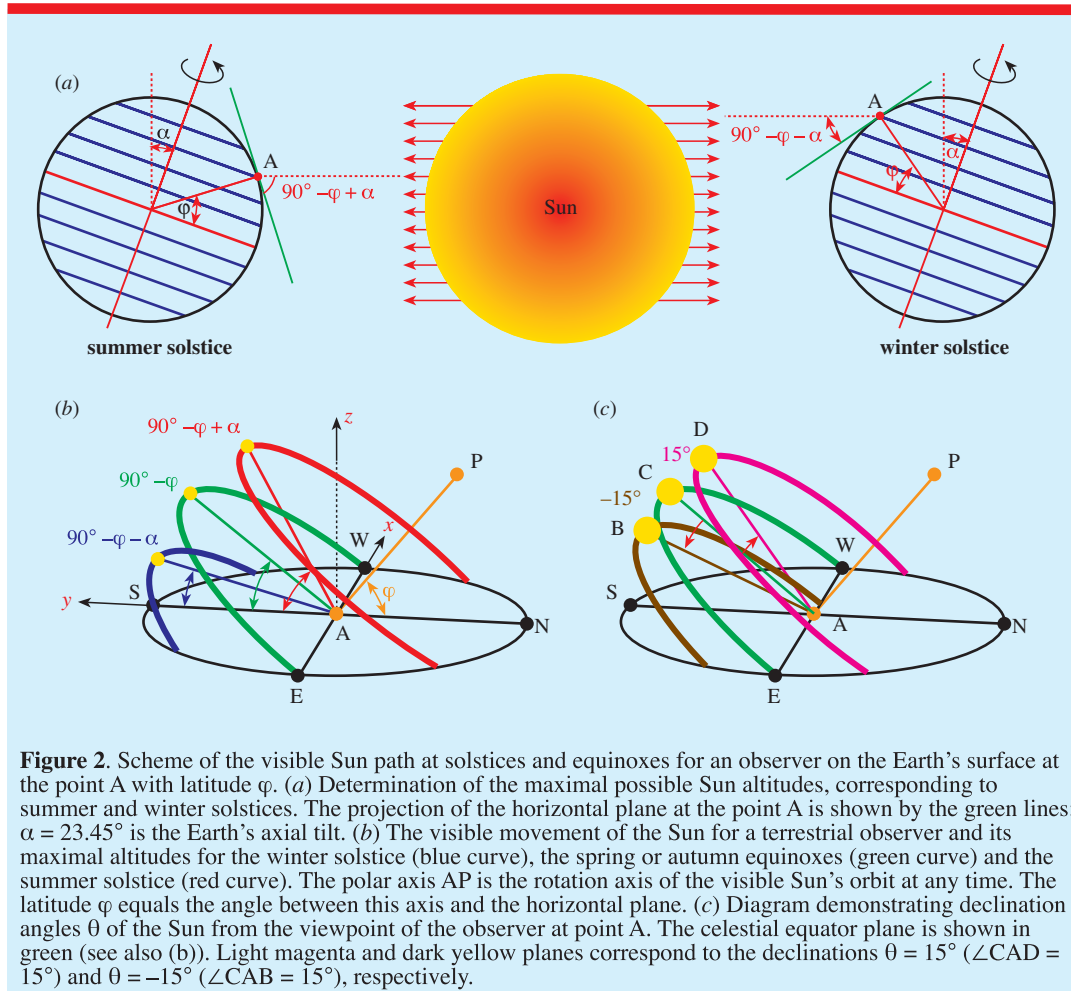 (a)
α
A
φ
90° –φ + α
summer solstice
Sun
A
90° –φ – α
φ
α
winter solstice
(b)
90° –φ + α
z
P
90° –φ
W
x
90° –φ – α
S
y
φ
A
N
E
(c)
D
15°
C
P
–15°
B
W
S
A
N
E
Figure 2. Scheme of the visible Sun path at solstices and equinoxes for an observer on the Earth's surface at
the point A with latitude φ. (a) Determination of the maximal possible Sun altitudes, corresponding to
summer and winter solstices. The projection of the horizontal plane at the point A is shown by the green lines
α = 23.45° is the Earth's axial tilt. (b) The visible movement of the Sun for a terrestrial observer and its
maximal altitudes for the winter solstice (blue curve), the spring or autumn equinoxes (green curve) and the
summer solstice (red curve). The polar axis AP is the rotation axis of the visible Sun's orbit at any time. The
latitude φ equals the angle between this axis and the horizontal plane. (c) Diagram demonstrating declination
angles θ of the Sun from the viewpoint of the observer at point A. The celestial equator plane is shown in
green (see also (b)). Light magenta and dark yellow planes correspond to the declinations θ = 15° (∠CAD =
15°) and θ = –15° (∠CAB = 15°), respectively.